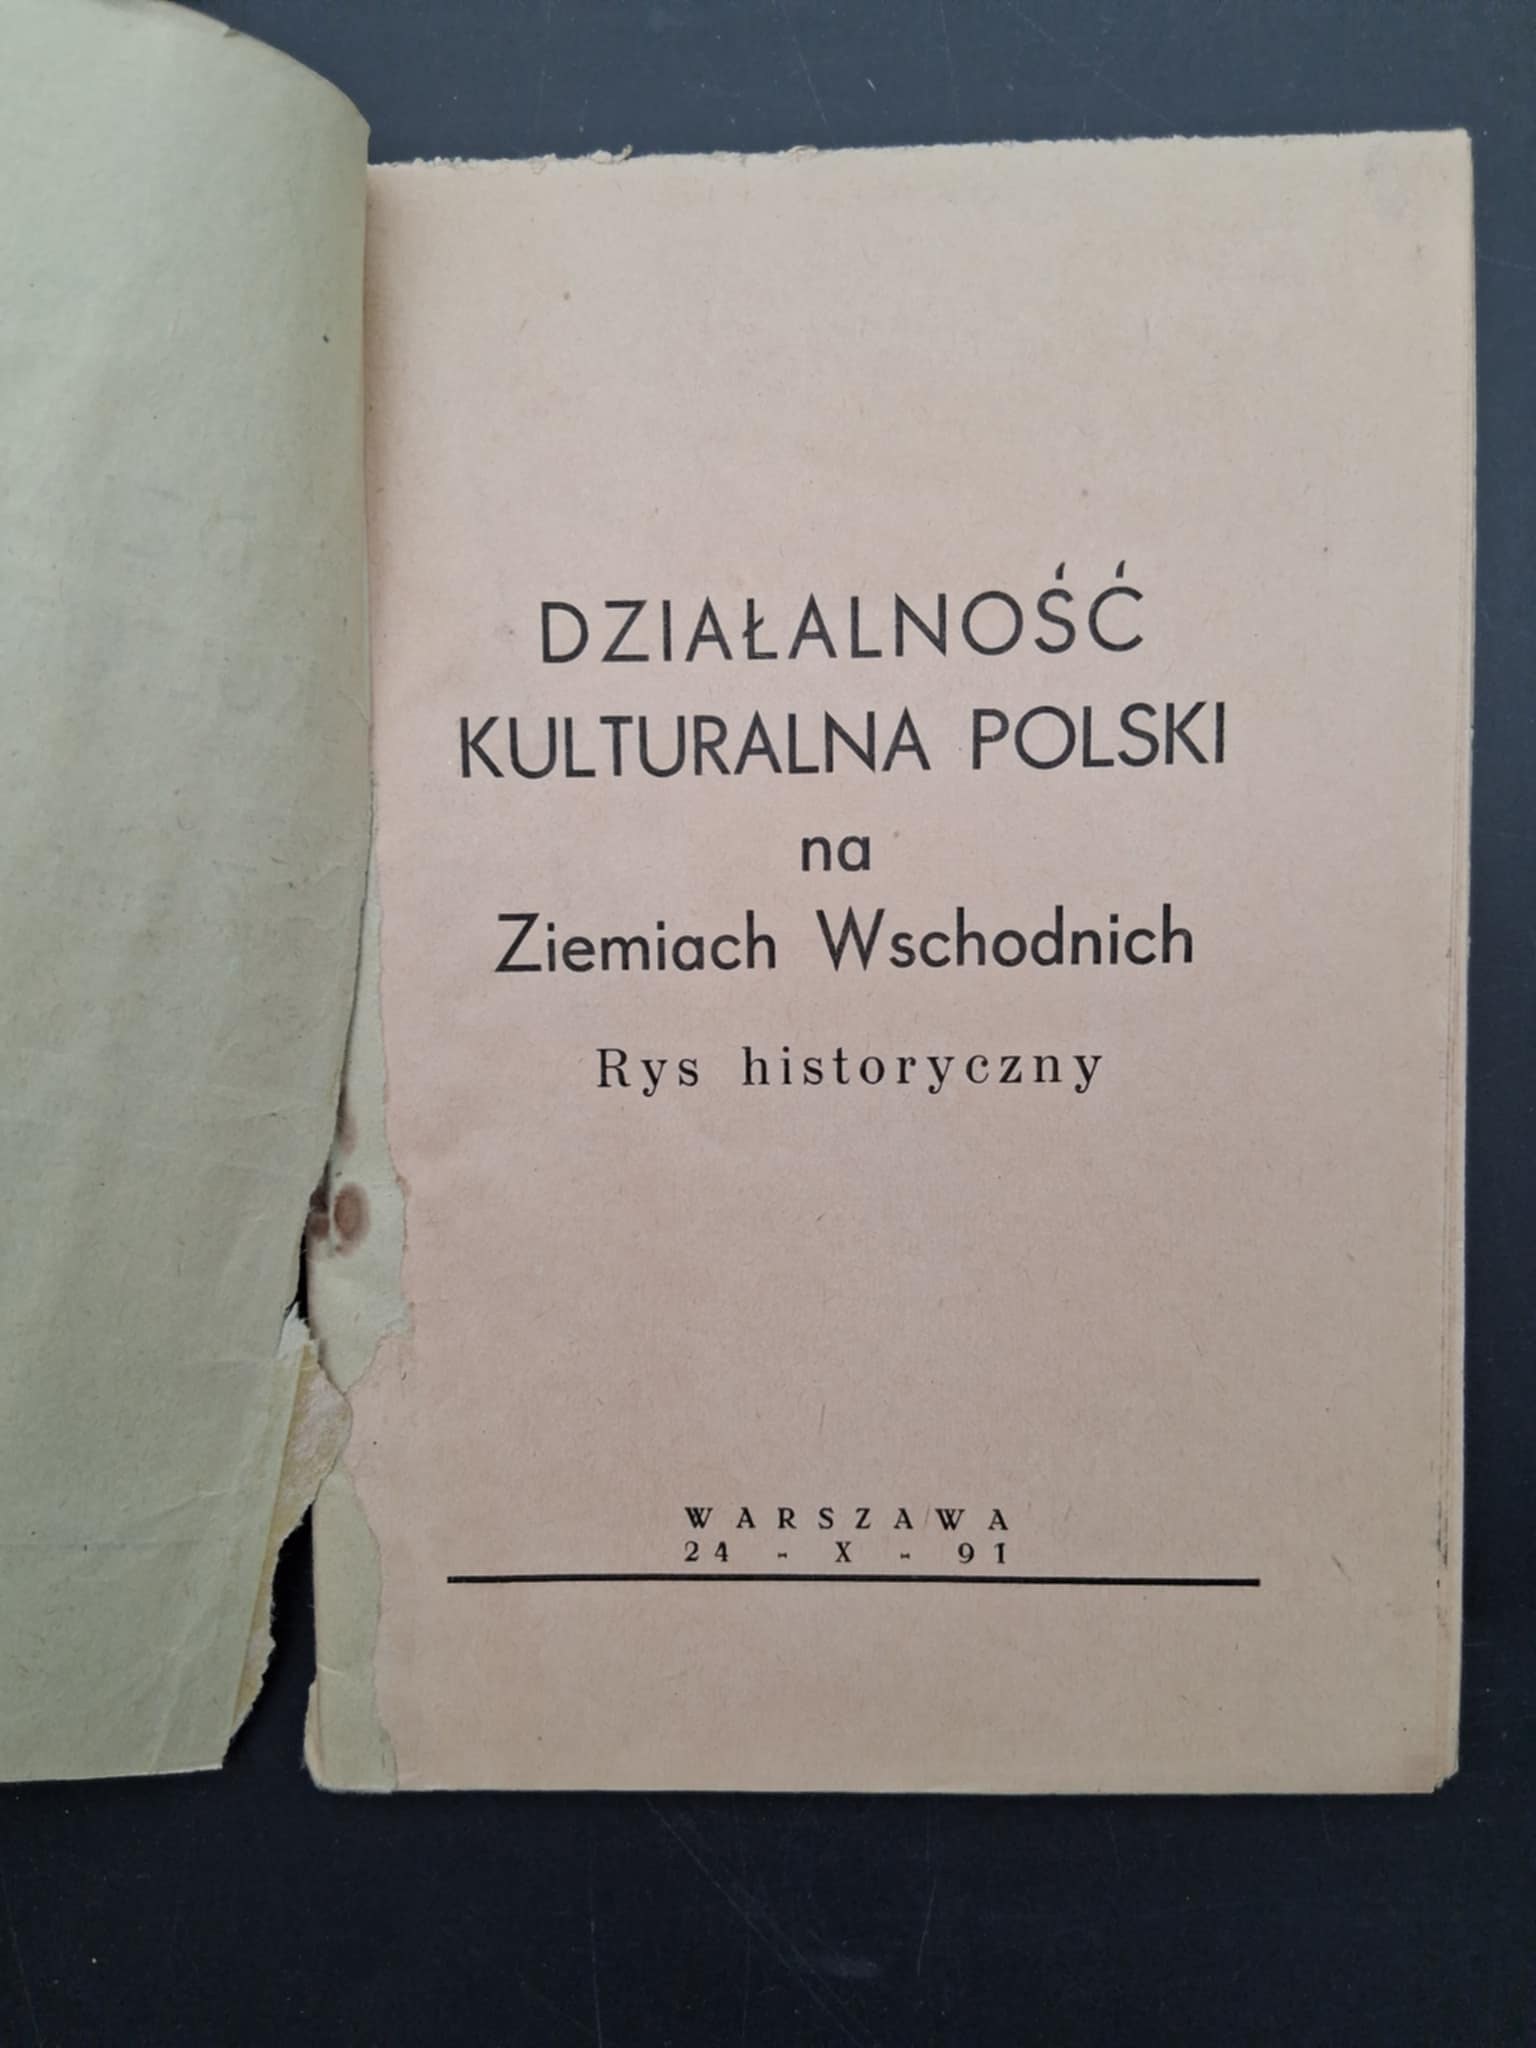 DZIAŁALNOŚĆ
KULTURALNA POLSKI
na
Ziemiach Wschodnich
Rys historyczny
WARSZAWA
24 - X - 91